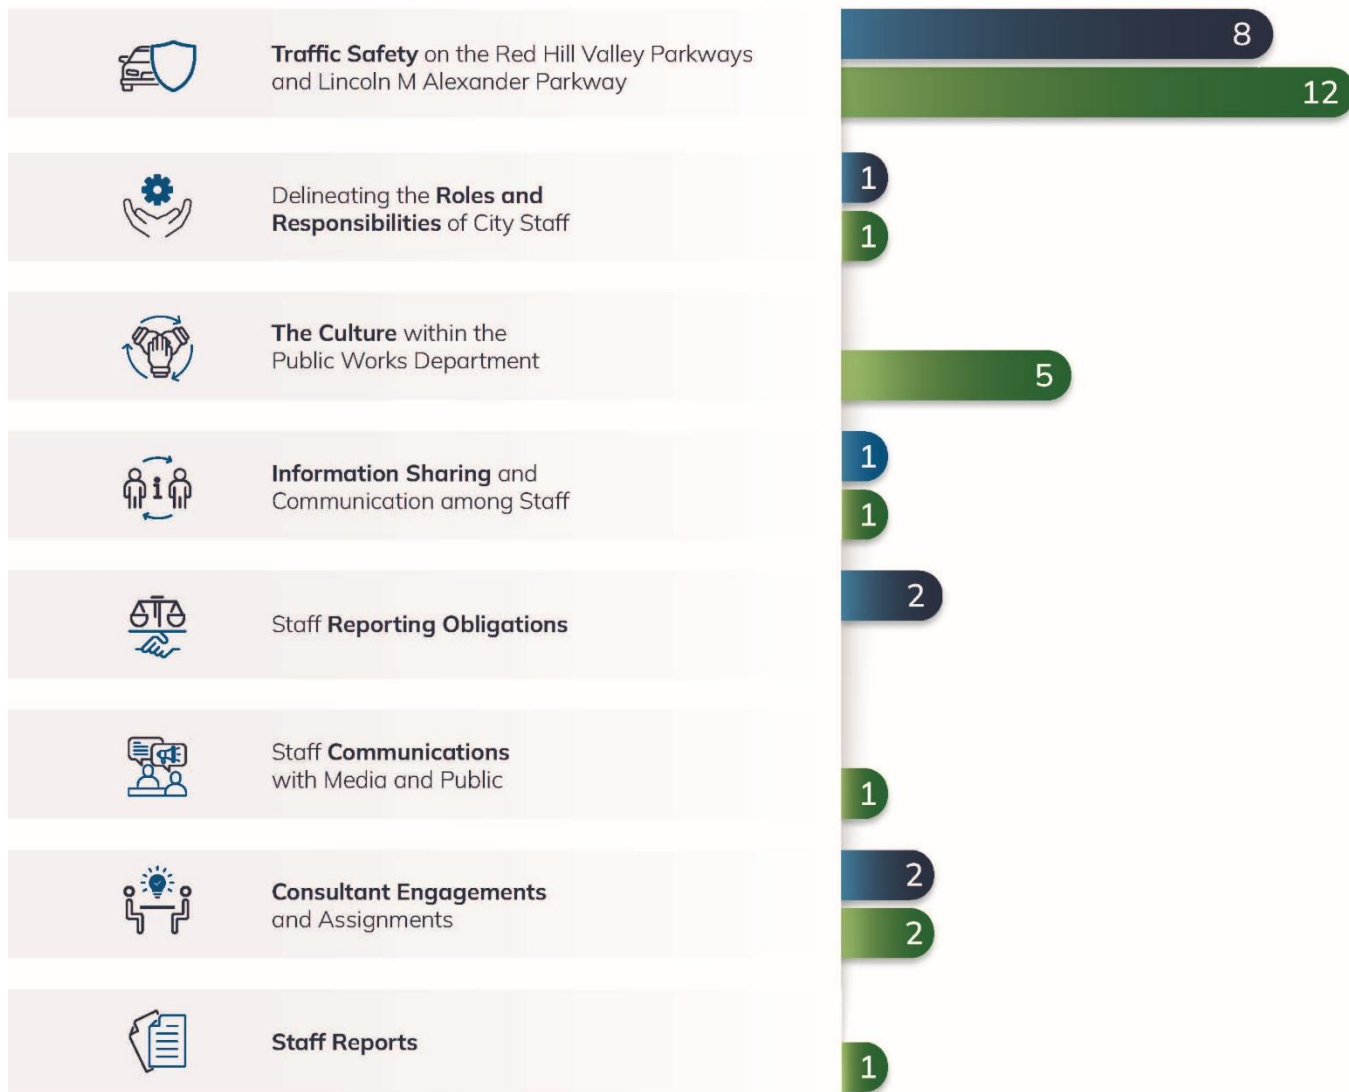 Traffic Safety on the Red Hill Valley Parkways
and Lincoln M Alexander Parkway
8
12
Delineating the Roles and
Responsibilities of City Staff
1
1
The Culture within the
Public Works Department
5
Information Sharing and
Communication among Staff
i
1
1
Staff Reporting Obligations
2
Staff Communications
with Media and Public
1
Consultant Engagements
and Assignments
2
2
Staff Reports
1